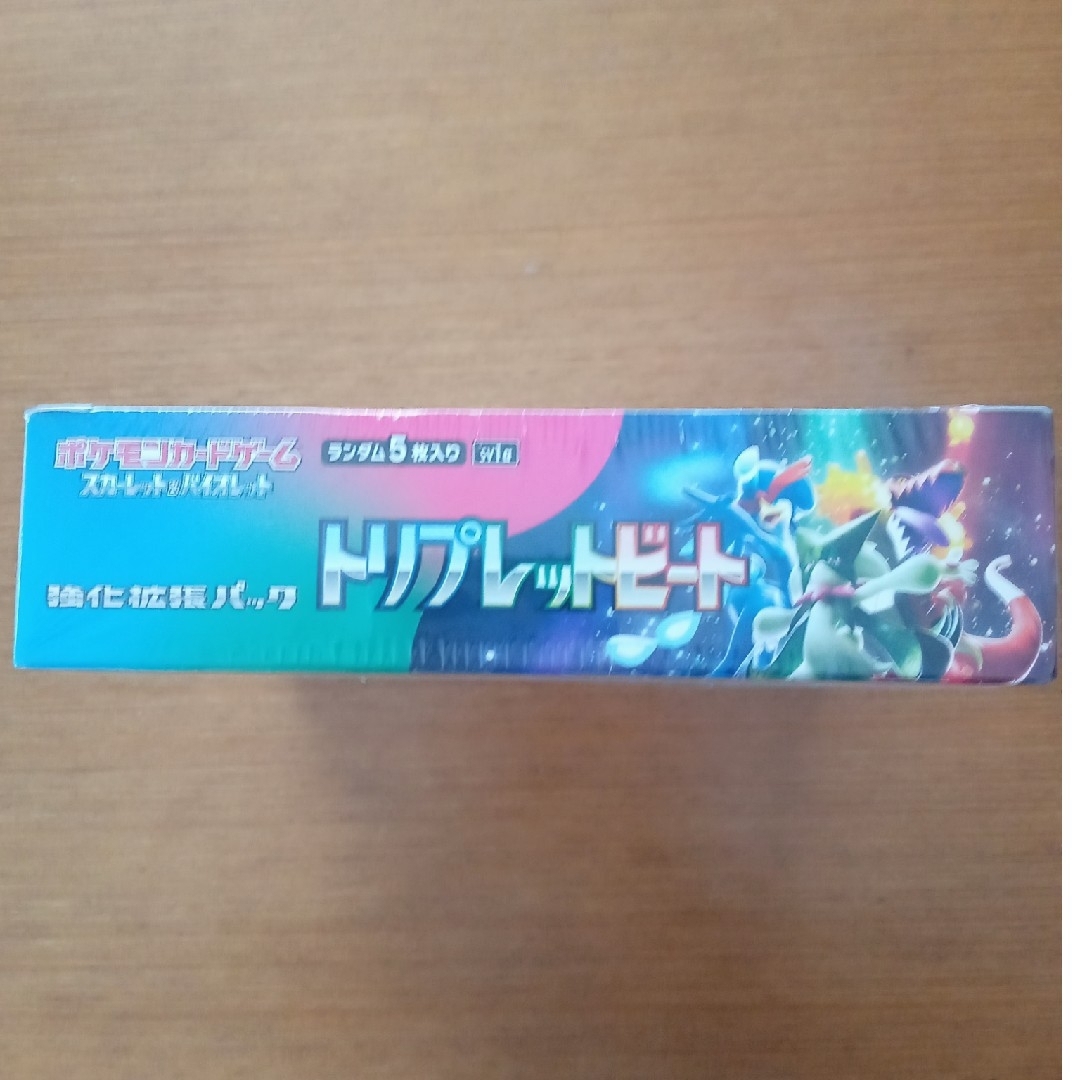 ポケモンカードゲーム
スカーレット&バイオレット
ランダム5枚入り sv1a
強化拡張パック
トリプレットビート